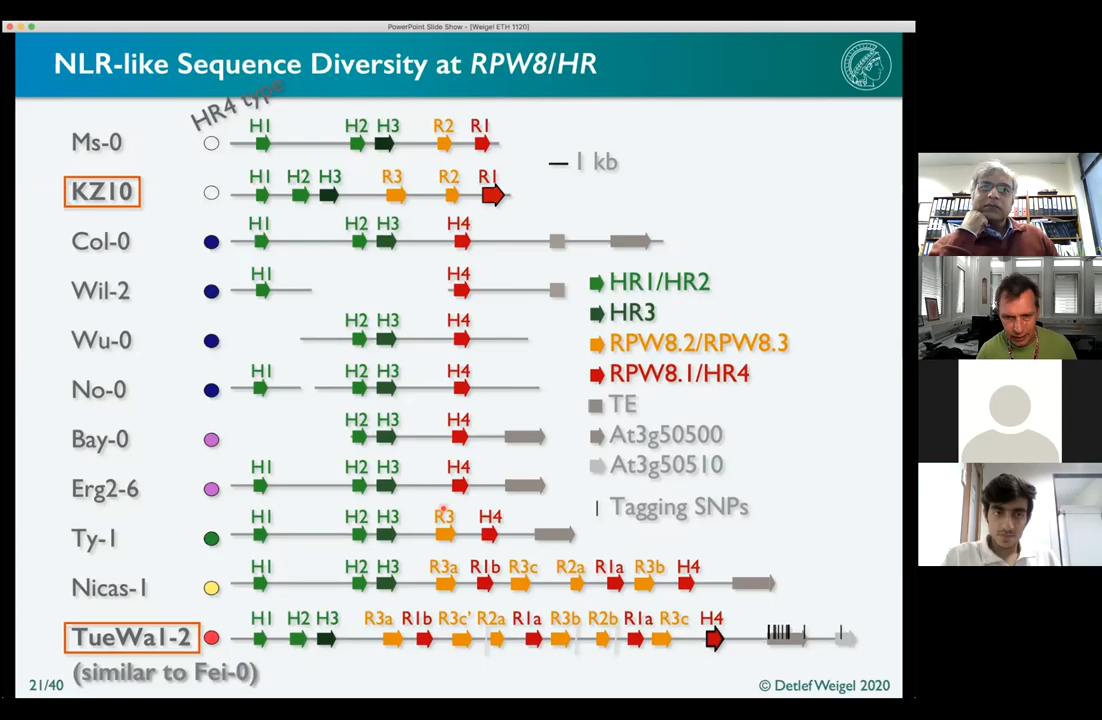 PowerPoint Slide Show - [Weigel ETH 1120]
NLR-like Sequence Diversity at RPW8/HR
HR4 type
Ms-0 H1 H2 H3 R2 R1
1 kb
KZ10 H1 H2 H3 R3 R2 R1
Col-0 H1 H2 H3 H4
Wil-2 H1 H4
Wu-0 H2 H3 H4
No-0 H1 H2 H3 H4
Bay-0 H2 H3 H4
Erg2-6 H1 H2 H3 H4
Ty-1 H1 H2 H3 R3 H4
Nicas-1 H1 H2 H3 R3a R1b R3c R2a R1a R3b H4
TueWa1-2 H1 H2 H3 R3a R1b R3c' R2a R1a R3b R2b R1a R3c H4
(similar to Fei-0)
HR1/HR2
HR3
RPW8.2/RPW8.3
RPW8.1/HR4
TE
At3g50500
At3g50510
Tagging SNPs
21/40
© Detlef Weigel 2020